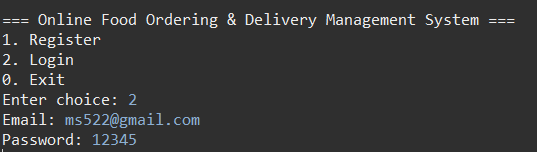 === Online Food Ordering & Delivery Management System ===
1. Register
2. Login
0. Exit
Enter choice: 2
Email: ms522@gmail.com
Password: 12345